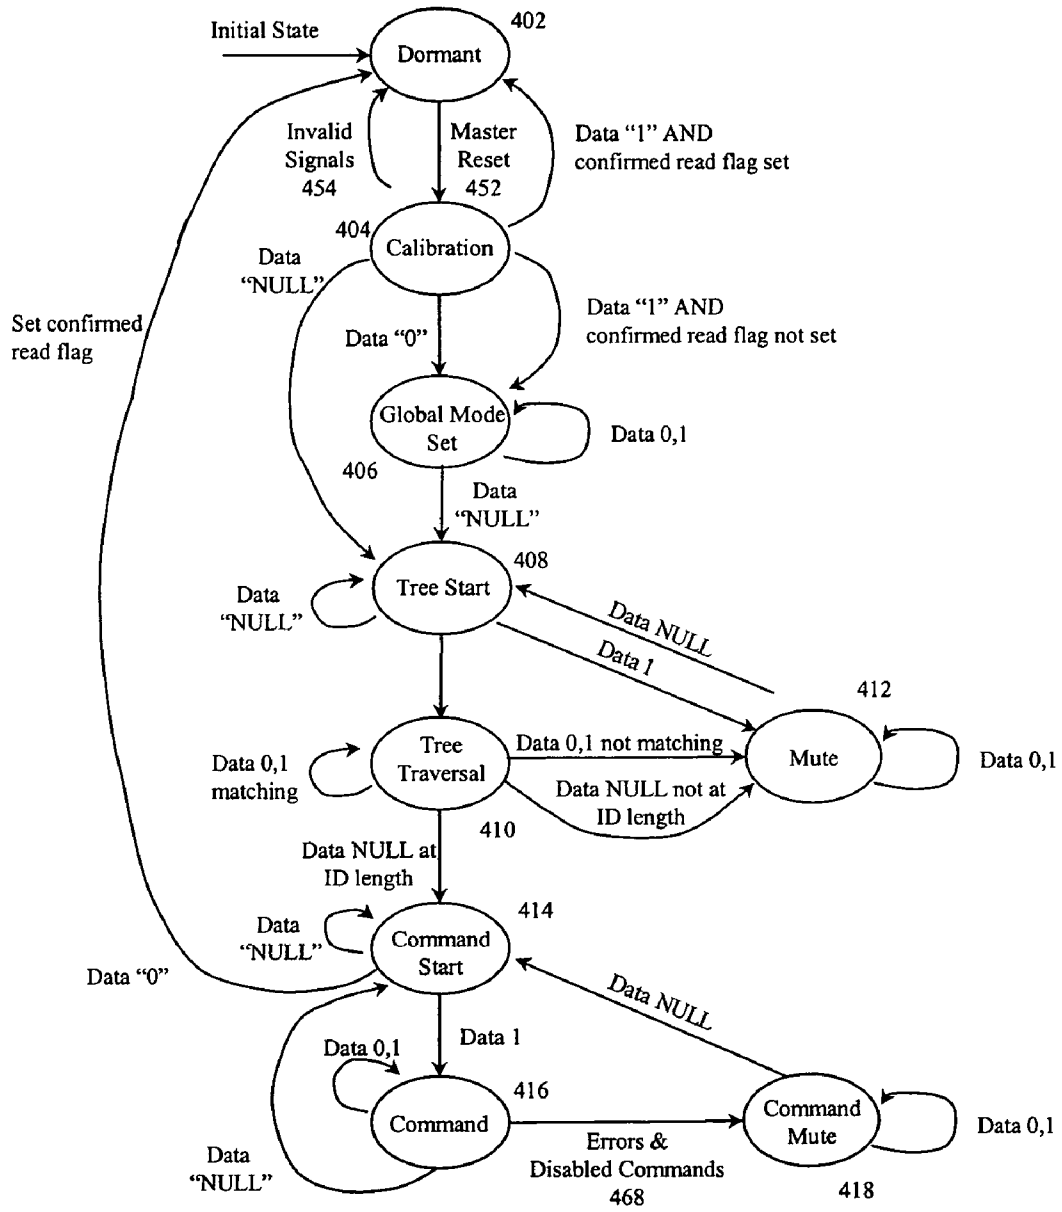 402
Initial State
Dormant
Invalid
Signals
454
Master
Reset
452
Data "1" AND
confirmed read flag set
404
Calibration
Data
"NULL"
Set confirmed
read flag
Data "0"
Data "1" AND
confirmed read flag not set
Global Mode
Set
Data 0,1
406
Data
"NULL"
408
Tree Start
Data
"NULL"
Data NULL
Data 1
412
Tree
Traversal
Data 0,1
matching
Data 0,1 not matching
Mute
Data 0,1
Data NULL not at
ID length
410
Data NULL at
ID length
414
Data
"NULL"
Command
Start
Data "0"
Data NULL
Data 1
Data 0,1
416
Command
Command
Mute
Data 0,1
Errors &
Disabled Commands
468
Data
"NULL"
418